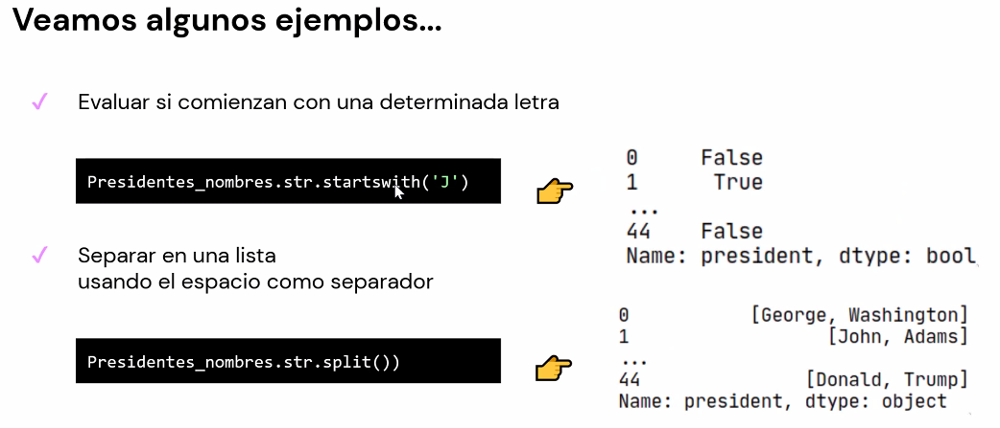 Veamos algunos ejemplos...
✓ Evaluar si comienzan con una determinada letra
Presidentes_nombres.str.startswith('J')
0 False
1 True
...
44 False
Name: president, dtype: bool
✓ Separar en una lista
usando el espacio como separador
Presidentes_nombres.str.split())
0 [George, Washington]
1 [John, Adams]
...
44 [Donald, Trump]
Name: president, dtype: object